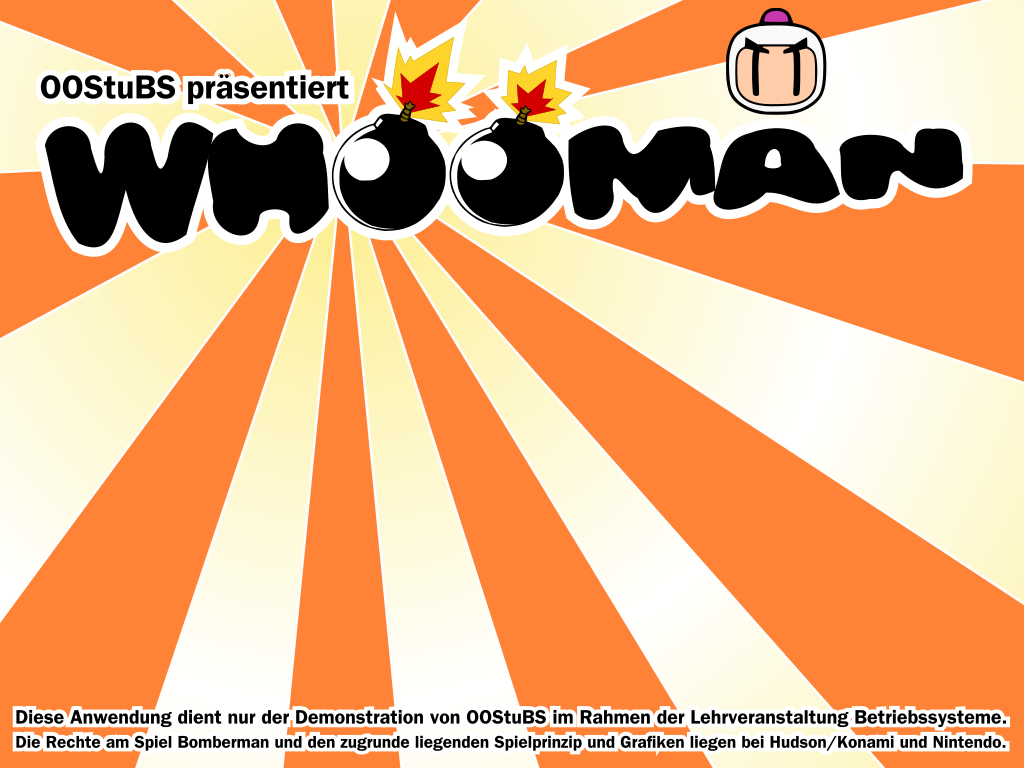 OOStuBS präsentiert
WHOOMAN
Diese Anwendung dient nur der Demonstration von OOStuBS im Rahmen der Lehrveranstaltung Betriebssysteme.
Die Rechte am Spiel Bomberman und den zugrunde liegenden Spielprinzip und Grafiken liegen bei Hudson/Konami und Nintendo.